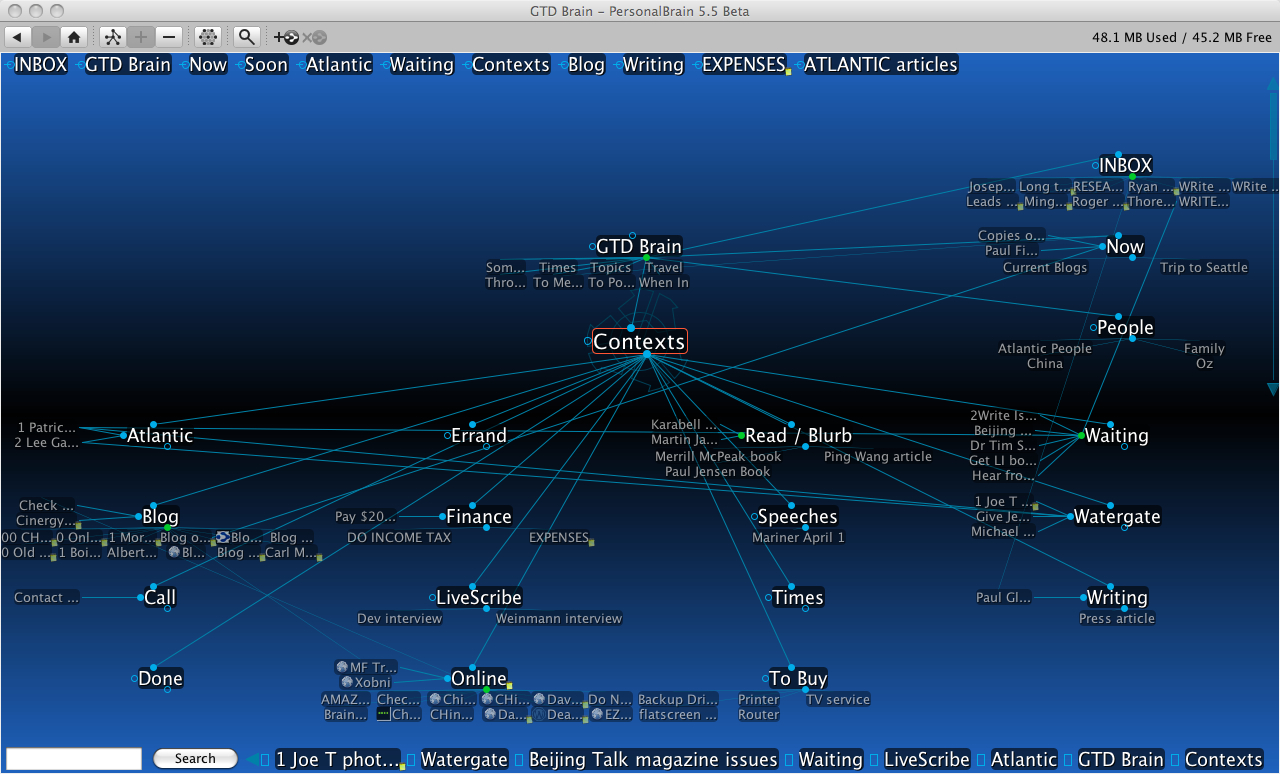 GTD Brain – PersonalBrain 5.5 Beta
48.1 MB Used / 45.2 MB Free
INBOX GTD Brain Now Soon Atlantic Waiting Contexts Blog Writing EXPENSES ATLANTIC articles
INBOX
Josep... Long t... RESEA... Ryan ... WRite ... WRite ...
Leads ... Ming... Roger ... Thore... WRITE...
GTD Brain
Som... Times Topics Travel
Thro... To Me... To Po... When In
Copies o...
Paul Fi...
Now
Current Blogs Trip to Seattle
Contexts
People
Atlantic People Family
China Oz
1 Patric...
2 Lee Ga...
Atlantic
Errand
Karabell ...
Martin Ja...
Read / Blurb
Merrill McPeak book Ping Wang article
Paul Jensen Book
2Write Is...
Beijing ...
Dr Tim S...
Get LI bo...
Hear fro...
Waiting
Check ...
Cinergy...
Blog
00 CH... 0 Onl... 1 Mor... Blog o... Blo... Blog ...
0 Old ... 1 Boi... Albert... Bl... Blog ... Carl M...
Pay $20...
Finance
DO INCOME TAX EXPENSES
Speeches
Mariner April 1
1 Joe T ...
Give Je...
Michael ...
Watergate
Contact ...
Call
LiveScribe
Dev interview Weinmann interview
Times
Paul Gl...
Writing
Press article
Done
MF Tr...
Xobni
Online
AMAZ... Chec... Chi... CHi... Dav... Do N...
Brain... Ch... CHin... Da... Dea... EZ...
To Buy
Backup Dri... Printer TV service
flatscreen ... Router
Search 1 Joe T phot... Watergate Beijing Talk magazine issues Waiting LiveScribe Atlantic GTD Brain Contexts